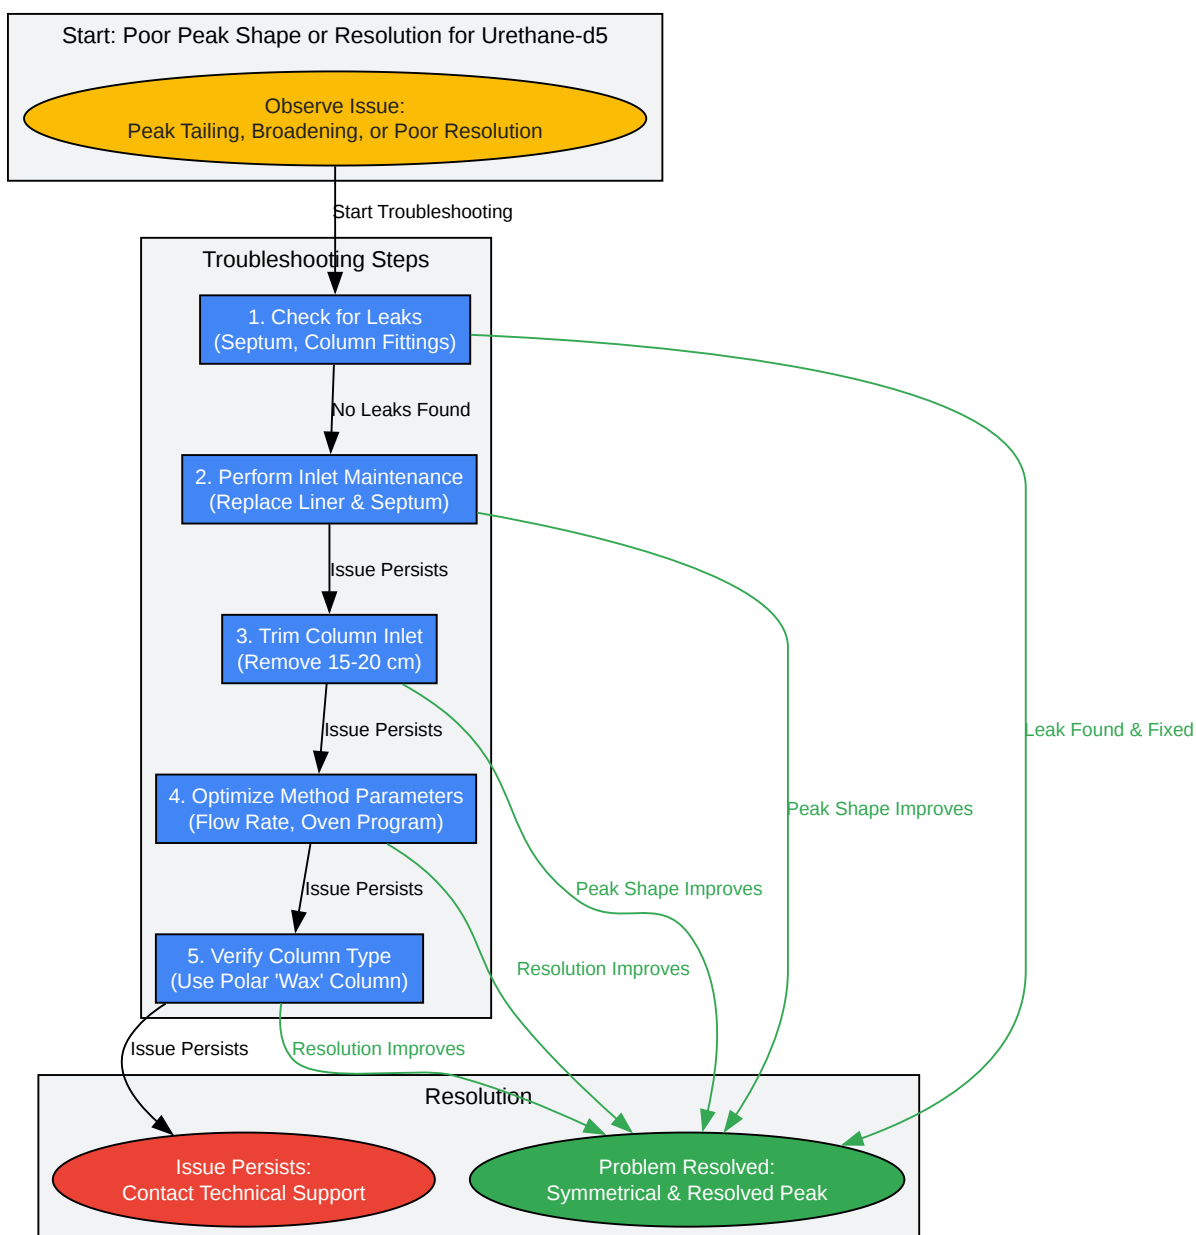 Start: Poor Peak Shape or Resolution for Urethane-d5
Observe Issue:
Peak Tailing, Broadening, or Poor Resolution
Start Troubleshooting
Troubleshooting Steps
1. Check for Leaks
(Septum, Column Fittings)
No Leaks Found
2. Perform Inlet Maintenance
(Replace Liner & Septum)
Issue Persists
3. Trim Column Inlet
(Remove 15-20 cm)
Issue Persists
Leak Found & Fixed
4. Optimize Method Parameters
(Flow Rate, Oven Program)
Peak Shape Improves
Issue Persists
Peak Shape Improves
5. Verify Column Type
(Use Polar 'Wax' Column)
Resolution Improves
Issue Persists
Resolution Improves
Resolution
Issue Persists:
Contact Technical Support
Problem Resolved:
Symmetrical & Resolved Peak